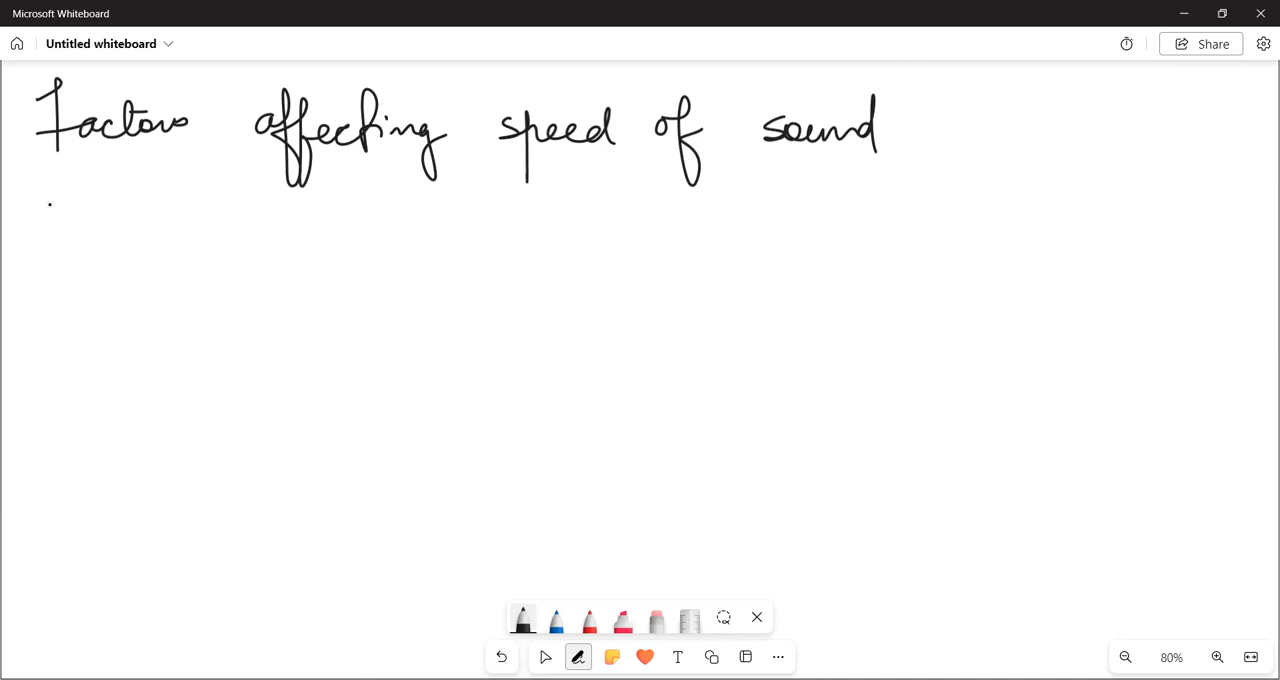 Microsoft Whiteboard
Untitled whiteboard
Share
Factors affecting speed of sound
T
80%